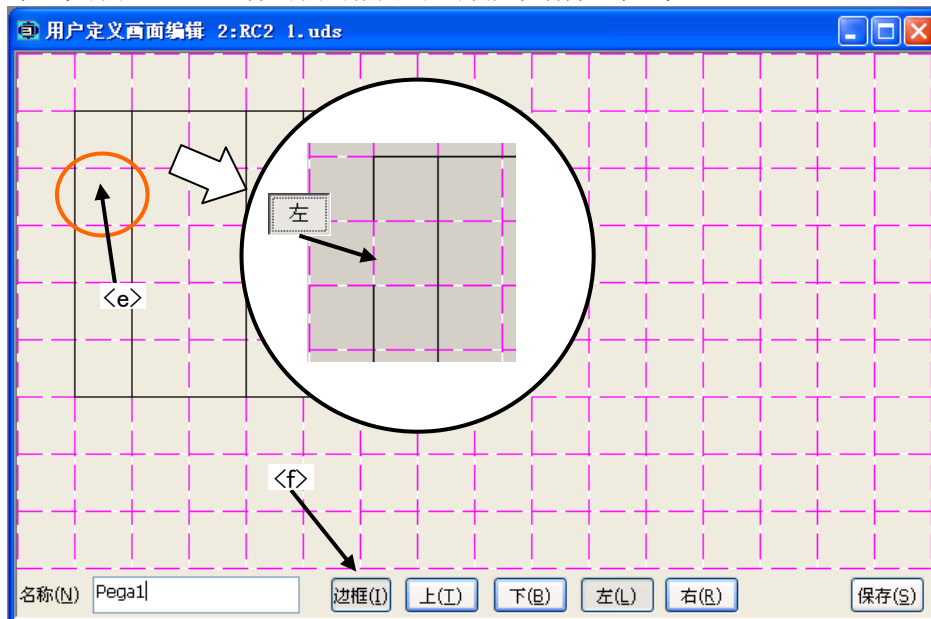 用户定义画面编辑 2:RC2 1.uds
左
<e>
<f>
名称(N) Pega1 边框(I) 上(T) 下(B) 左(L) 右(R) 保存(S)